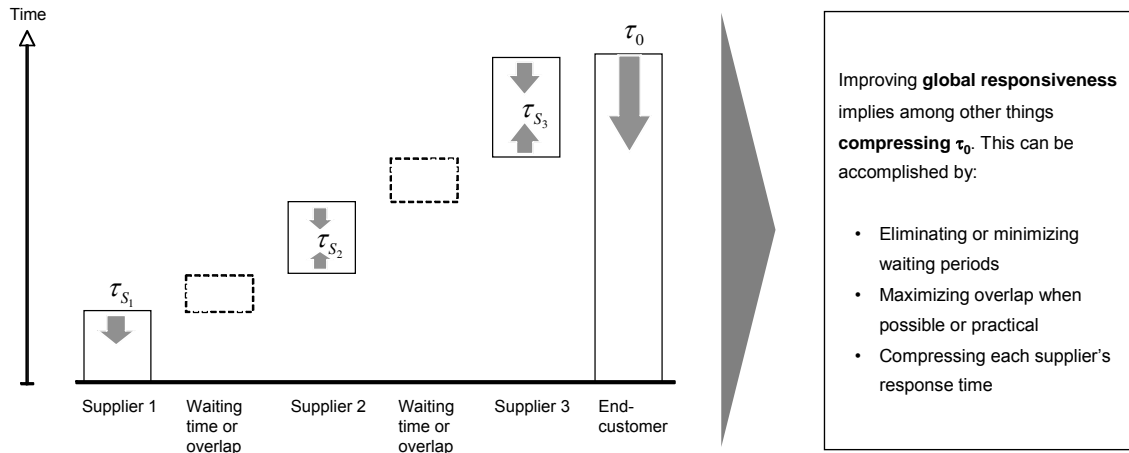 Time
τ0
τS3
τS2
τS1
Supplier 1
Waiting
time or
overlap
Supplier 2
Waiting
time or
overlap
Supplier 3
End-
customer
Improving global responsiveness
implies among other things
compressing τ0. This can be
accomplished by:
• Eliminating or minimizing
waiting periods
• Maximizing overlap when
possible or practical
• Compressing each supplier’s
response time